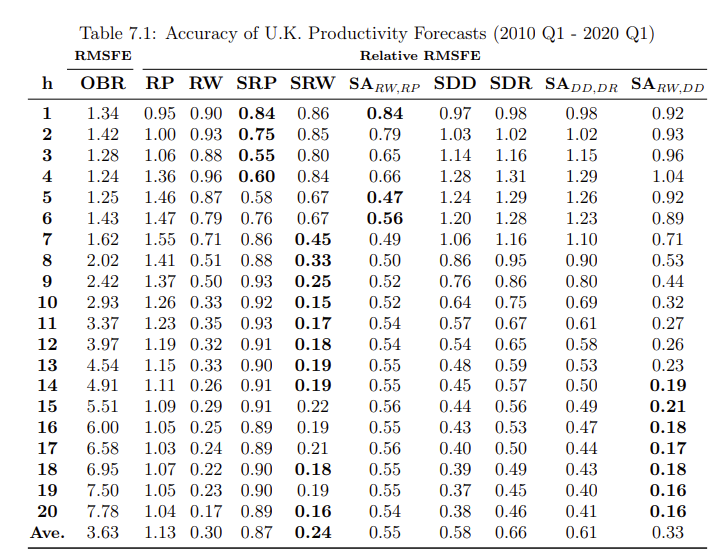 Table 7.1: Accuracy of U.K. Productivity Forecasts (2010 Q1 - 2020 Q1)
RMSFE Relative RMSFE
h OBR RP RW SRP SRW SA_{RW,RP} SDD SDR SA_{DD,DR} SA_{RW,DD}
1 1.34 0.95 0.90 0.84 0.86 0.84 0.97 0.98 0.98 0.92
2 1.42 1.00 0.93 0.75 0.85 0.79 1.03 1.02 1.02 0.93
3 1.28 1.06 0.88 0.55 0.80 0.65 1.14 1.16 1.15 0.96
4 1.24 1.36 0.96 0.60 0.84 0.66 1.28 1.31 1.29 1.04
5 1.25 1.46 0.87 0.58 0.67 0.47 1.24 1.29 1.26 0.92
6 1.43 1.47 0.79 0.76 0.67 0.56 1.20 1.28 1.23 0.89
7 1.62 1.55 0.71 0.86 0.45 0.49 1.06 1.16 1.10 0.71
8 2.02 1.41 0.51 0.88 0.33 0.50 0.86 0.95 0.90 0.53
9 2.42 1.37 0.50 0.93 0.25 0.52 0.76 0.86 0.80 0.44
10 2.93 1.26 0.33 0.92 0.15 0.52 0.64 0.75 0.69 0.32
11 3.37 1.23 0.35 0.93 0.17 0.54 0.57 0.67 0.61 0.27
12 3.97 1.19 0.32 0.91 0.18 0.54 0.54 0.65 0.58 0.26
13 4.54 1.15 0.33 0.90 0.19 0.55 0.48 0.59 0.53 0.23
14 4.91 1.11 0.26 0.91 0.19 0.55 0.45 0.57 0.50 0.19
15 5.51 1.09 0.29 0.91 0.22 0.56 0.44 0.56 0.49 0.21
16 6.00 1.05 0.25 0.89 0.19 0.55 0.43 0.53 0.47 0.18
17 6.58 1.03 0.24 0.89 0.21 0.56 0.40 0.50 0.44 0.17
18 6.95 1.07 0.22 0.90 0.18 0.55 0.39 0.49 0.43 0.18
19 7.50 1.05 0.23 0.90 0.19 0.55 0.37 0.45 0.40 0.16
20 7.78 1.04 0.17 0.89 0.16 0.54 0.38 0.46 0.41 0.16
Ave. 3.63 1.13 0.30 0.87 0.24 0.55 0.58 0.66 0.61 0.33